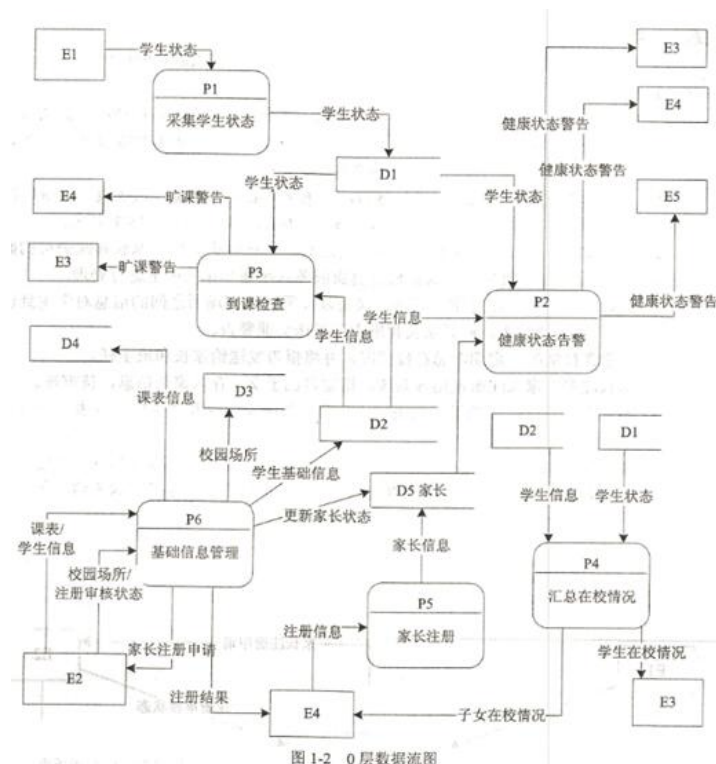 E1
学生状态
P1
采集学生状态
学生状态
D1
E3
E4
健康状态警告
健康状态警告
E4
旷课警告
学生状态
学生状态
E5
E3
旷课警告
P3
到课检查
学生信息
学生信息
P2
健康状态告警
健康状态警告
D4
课表信息
D3
校园场所
D2
学生基础信息
D2
D1
P6
基础信息管理
更新家长状态
D5 家长
学生信息
学生状态
课表/
学生信息
校园场所/
注册审核状态
家长信息
P4
汇总在校情况
P5
家长注册
注册信息
家长注册申请
E2
注册结果
E4
子女在校情况
学生在校情况
E3
图 1-2 0 层数据流图